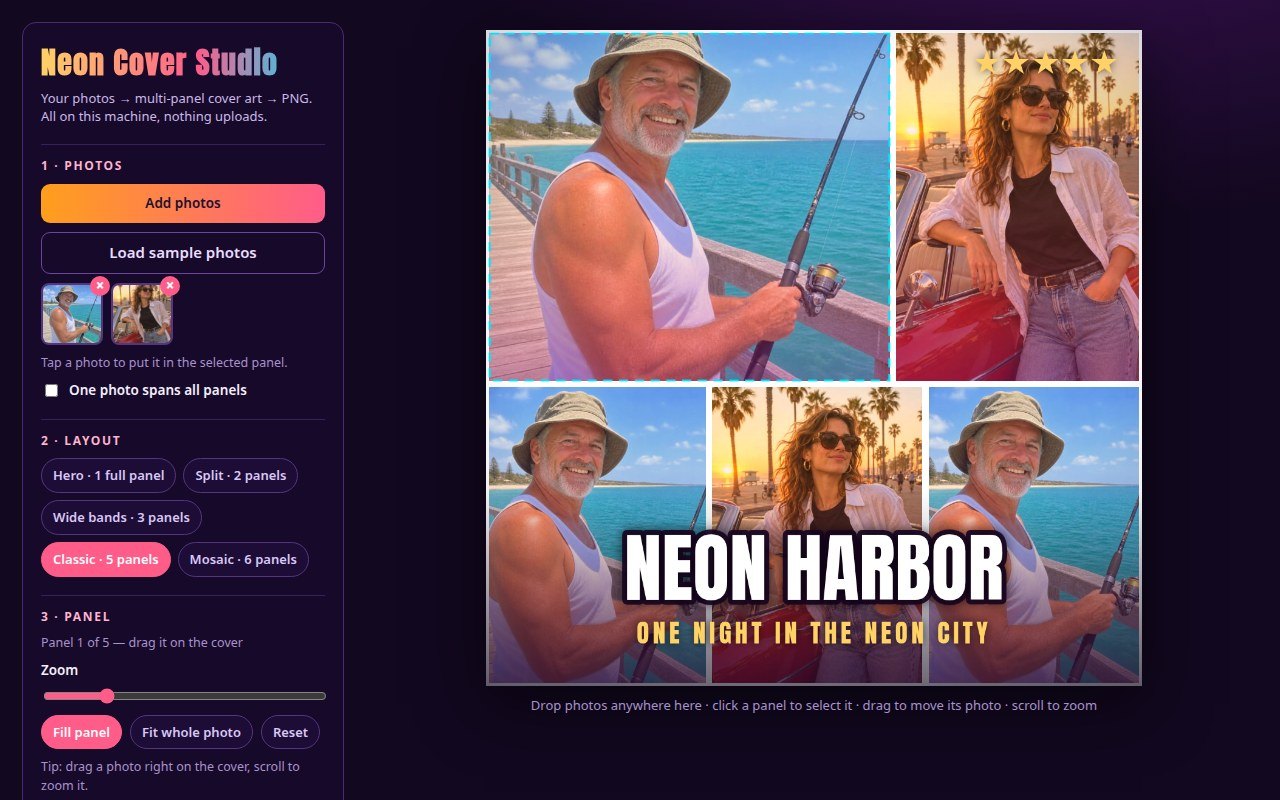 Neon Cover Studio
Your photos → multi-panel cover art → PNG.
All on this machine, nothing uploads.
1 · PHOTOS
Add photos
Load sample photos
Tap a photo to put it in the selected panel.
One photo spans all panels
2 · LAYOUT
Hero · 1 full panel
Split · 2 panels
Wide bands · 3 panels
Classic · 5 panels
Mosaic · 6 panels
3 · PANEL
Panel 1 of 5 — drag it on the cover
Zoom
Fill panel
Fit whole photo
Reset
Tip: drag a photo right on the cover, scroll to
zoom it.
★★★★★
NEON HARBOR
ONE NIGHT IN THE NEON CITY
Drop photos anywhere here · click a panel to select it · drag to move its photo · scroll to zoom